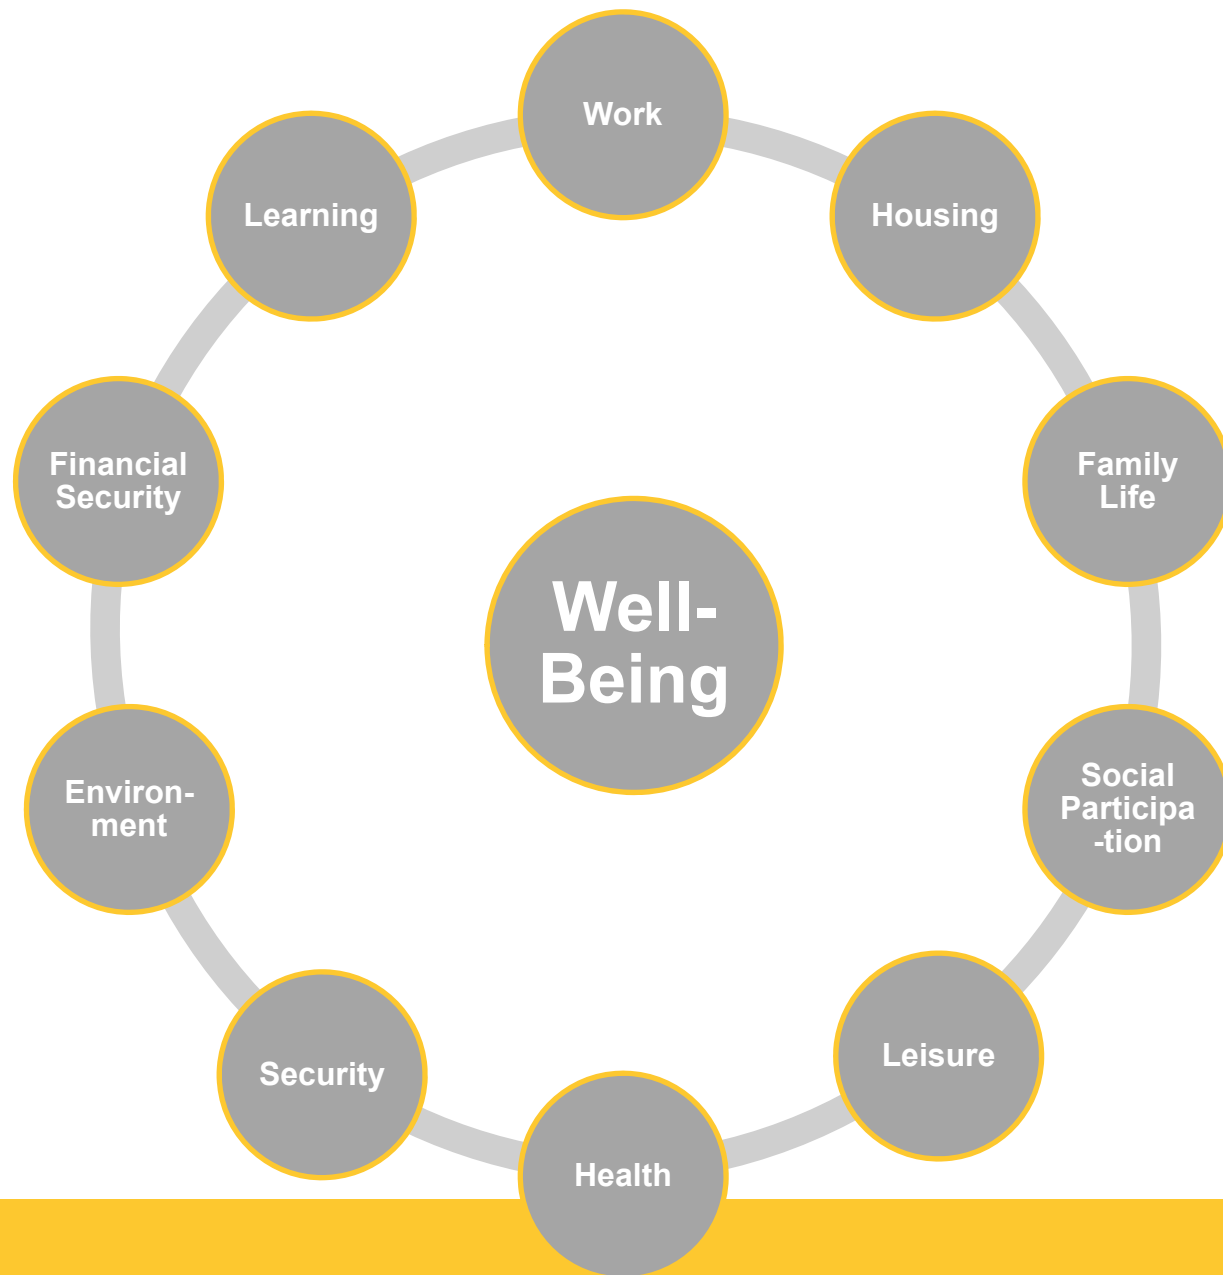 Work
Learning
Housing
Financial
Security
Family
Life
Well-
Being
Environ-
ment
Social
Participa
-tion
Security
Leisure
Health